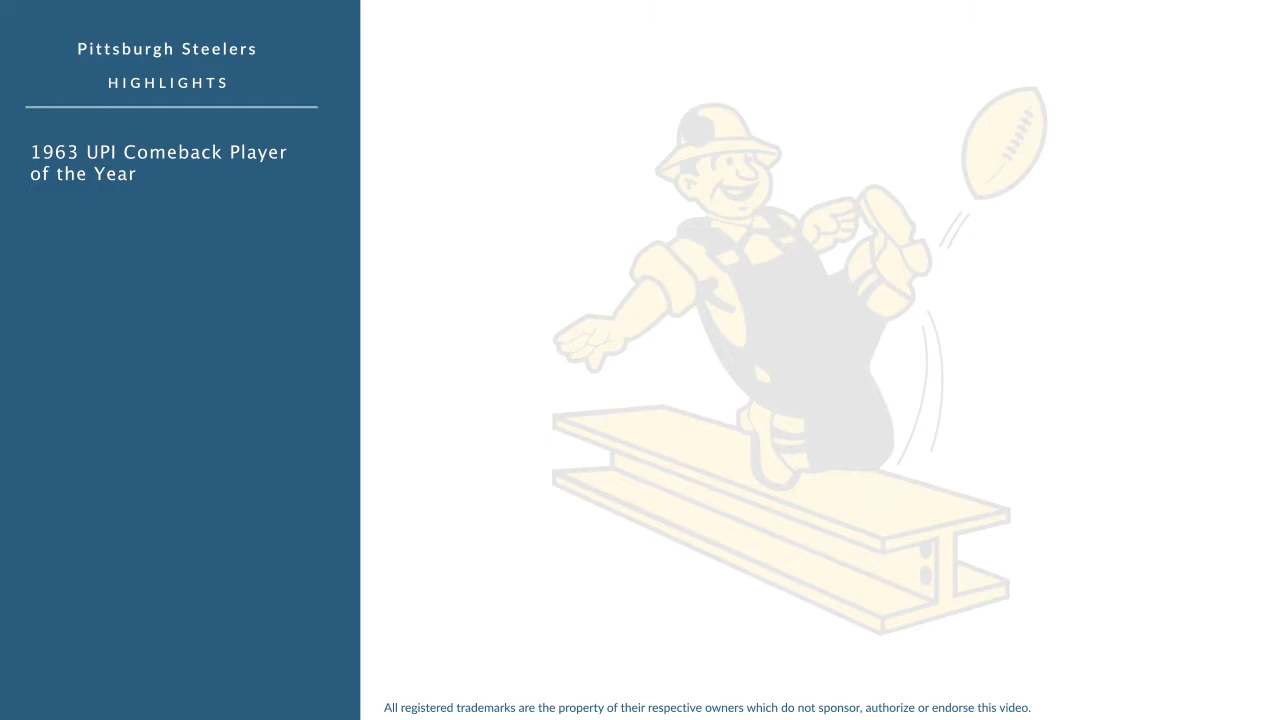 Pittsburgh Steelers
HIGHLIGHTS
1963 UPI Comeback Player
of the Year
All registered trademarks are the property of their respective owners which do not sponsor, authorize or endorse this video.